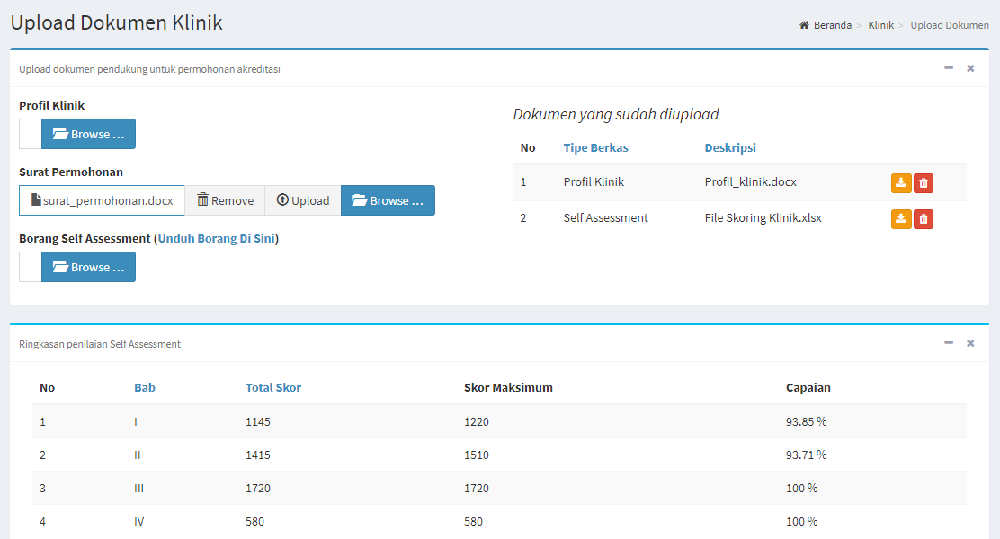 Upload Dokumen Klinik
Beranda > Klinik > Upload Dokumen
Upload dokumen pendukung untuk permohonan akreditasi
Profil Klinik
Browse ...
Surat Permohonan
surat_permohonan.docx Remove Upload Browse ...
Borang Self Assessment (Unduh Borang Di Sini)
Browse ...
Dokumen yang sudah diupload
No Tipe Berkas Deskripsi
1 Profil Klinik Profil_klinik.docx
2 Self Assessment File Skoring Klinik.xlsx
Ringkasan penilaian Self Assessment
No Bab Total Skor Skor Maksimum Capaian
1 I 1145 1220 93.85 %
2 II 1415 1510 93.71 %
3 III 1720 1720 100 %
4 IV 580 580 100 %